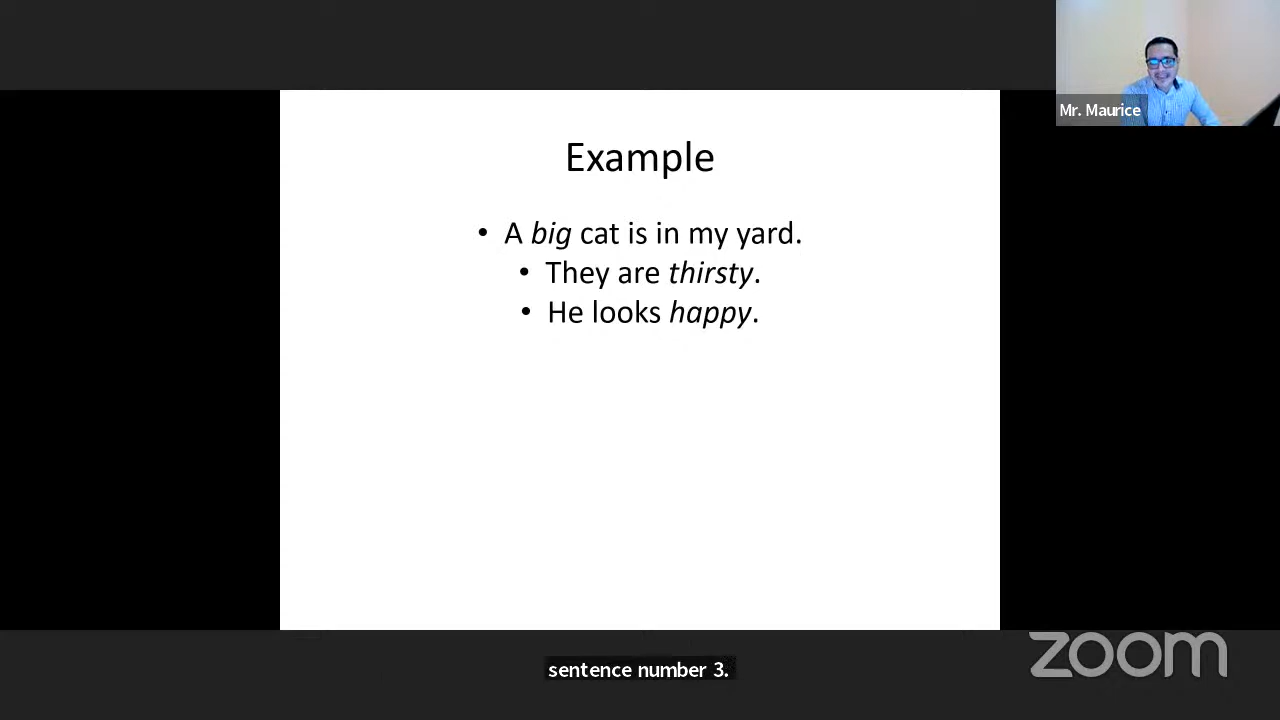 Mr. Maurice
Example
• A big cat is in my yard.
• They are thirsty.
• He looks happy.
zoom
sentence number 3.